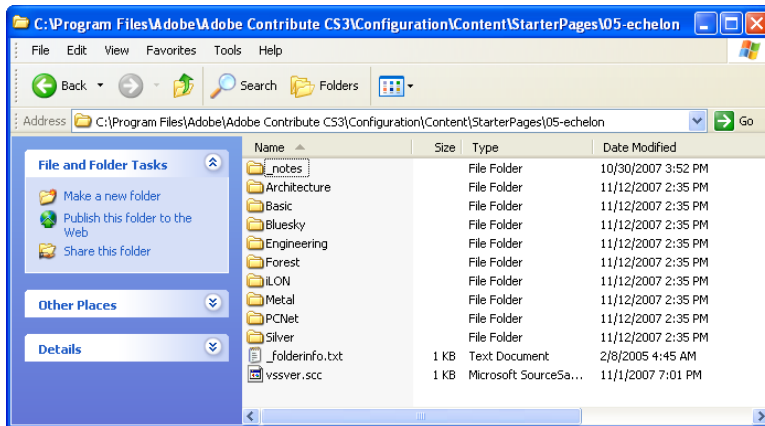 C:\Program Files\Adobe\Adobe Contribute CS3\Configuration\Content\StarterPages\05-echelon
File Edit View Favorites Tools Help
Back Search Folders
Address C:\Program Files\Adobe\Adobe Contribute CS3\Configuration\Content\StarterPages\05-echelon Go
File and Folder Tasks
Make a new folder
Publish this folder to the
Web
Share this folder
Other Places
Details
Name Size Type Date Modified
_notes File Folder 10/30/2007 3:52 PM
Architecture File Folder 11/12/2007 2:35 PM
Basic File Folder 11/12/2007 2:35 PM
Bluesky File Folder 11/12/2007 2:35 PM
Engineering File Folder 11/12/2007 2:35 PM
Forest File Folder 11/12/2007 2:35 PM
iLON File Folder 11/12/2007 2:35 PM
Metal File Folder 11/12/2007 2:35 PM
PCNet File Folder 11/12/2007 2:35 PM
Silver File Folder 11/12/2007 2:35 PM
_folderinfo.txt 1 KB Text Document 2/8/2005 4:45 AM
vssver.scc 1 KB Microsoft SourceSa... 11/1/2007 7:01 PM